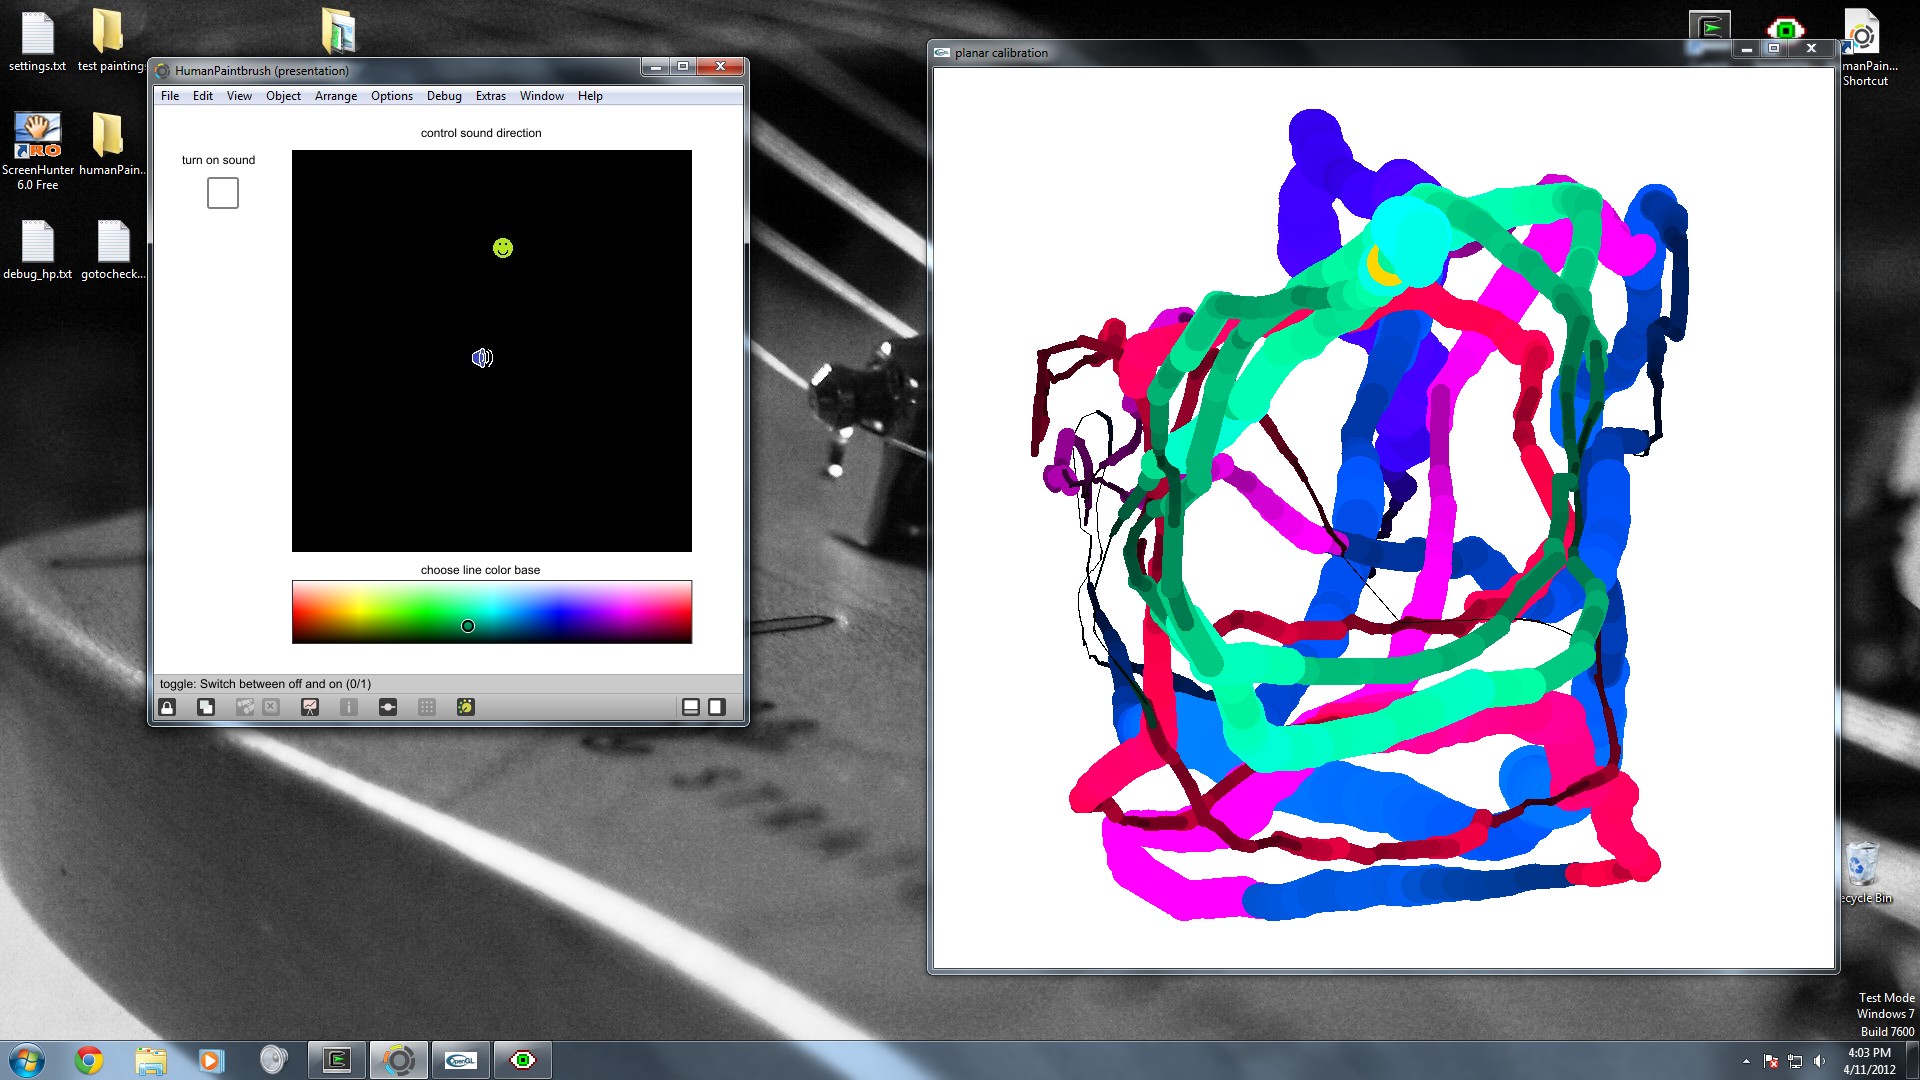 settings.txt
test painting
ScreenHunter
6.0 Free
humanPain...
debug_hp.txt
gotocheck...
HumanPaintbrush (presentation)
File Edit View Object Arrange Options Debug Extras Window Help
control sound direction
turn on sound
choose line color base
toggle: Switch between off and on (0/1)
planar calibration
manPain...
Shortcut
ecycle Bin
Test Mode
Windows 7
Build 7600
OpenGL
4:03 PM
4/11/2012